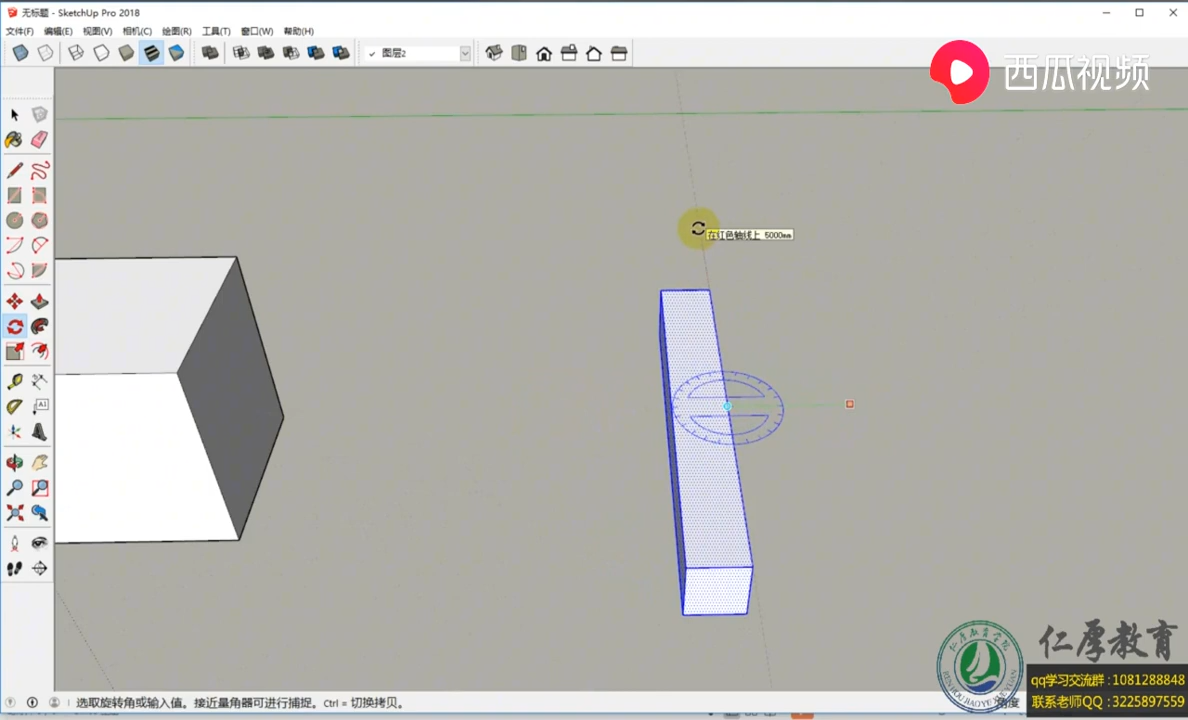 无标题 - SketchUp Pro 2018
文件(F) 编辑(E) 视图(V) 相机(C) 绘图(R) 工具(T) 窗口(W) 帮助(H)
图层2
西瓜视频
在红色轴线上 5000mm
A1
仁厚教育
qq学习交流群：1081288848
联系老师QQ：3225897559
选取旋转角或输入值。接近量角器可进行捕捉。Ctrl = 切换拷贝。
角度